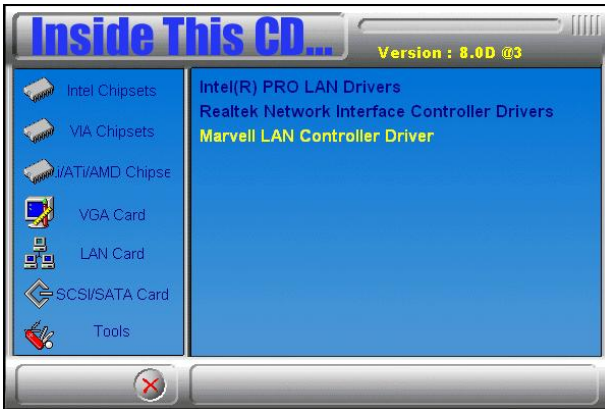 Inside This CD...
Version : 8.0D @3
Intel Chipsets
VIA Chipsets
.i/ATi/AMD Chipse
VGA Card
LAN Card
SCSI/SATA Card
Tools
Intel(R) PRO LAN Drivers
Realtek Network Interface Controller Drivers
Marvell LAN Controller Driver